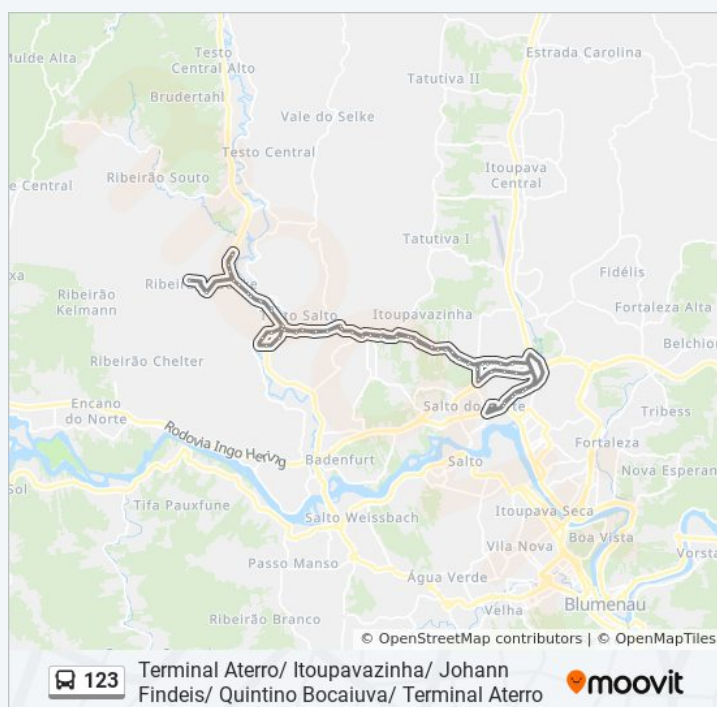 Testo
Central Alto
Estrada Carolina
Tatutiva II
Brudertahl
Vale do Selke
Testo Central
Itoupava
Central
Ribeirão Souto
Tatutiva I
Fidélis
Ribeirão
Kelmann
Testo Salto
Itoupavazinha
Fortaleza Alta
Belchior
Ribeirão Chelter
Encano
do Norte
Salto do Norte
Tribess
Rodovia Ingo Hering
Badenfurt
Salto
Fortaleza
Nova Esperan
Sol
Tifa Pauxfune
Salto Weissbach
Itoupava Seca
Boa Vista
Vila Nova
Vorsta
Passo Manso
Água Verde
Velha
Blumenau
Ribeirão Branco
© OpenStreetMap contributors | © OpenMapTiles
123
Terminal Aterro/ Itoupavazinha/ Johann
Findeis/ Quintino Bocaiuva/ Terminal Aterro
moovit